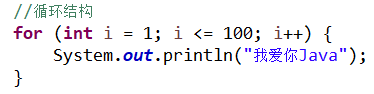 //循环结构
for (int i = 1; i <= 100; i++) {
    System.out.println("我爱你Java");
}